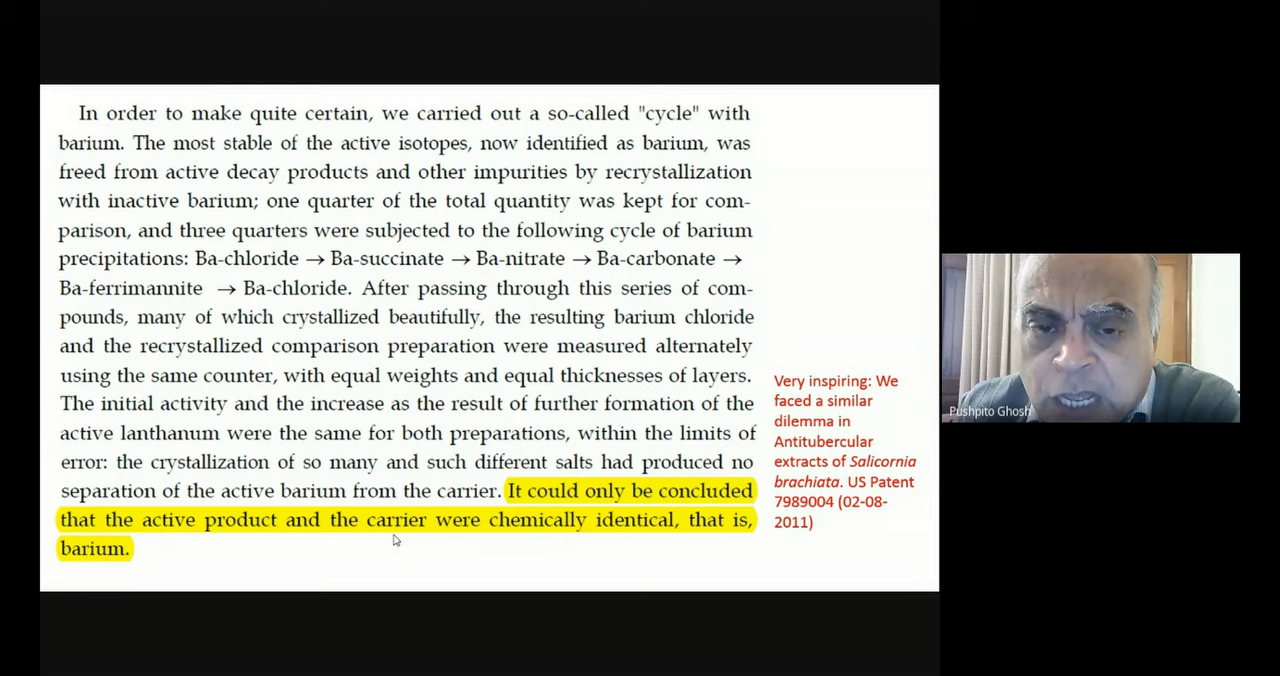 In order to make quite certain, we carried out a so-called "cycle" with
barium. The most stable of the active isotopes, now identified as barium, was
freed from active decay products and other impurities by recrystallization
with inactive barium; one quarter of the total quantity was kept for com-
parison, and three quarters were subjected to the following cycle of barium
precipitations: Ba-chloride → Ba-succinate → Ba-nitrate → Ba-carbonate →
Ba-ferrimannite → Ba-chloride. After passing through this series of com-
pounds, many of which crystallized beautifully, the resulting barium chloride
and the recrystallized comparison preparation were measured alternately
using the same counter, with equal weights and equal thicknesses of layers.
The initial activity and the increase as the result of further formation of the
active lanthanum were the same for both preparations, within the limits of
error: the crystallization of so many and such different salts had produced no
separation of the active barium from the carrier. It could only be concluded
that the active product and the carrier were chemically identical, that is,
barium.
Very inspiring: We
faced a similar
dilemma in
Antitubercular
extracts of Salicornia
brachiata. US Patent
7989004 (02-08-
2011)
Pushpito Ghosh